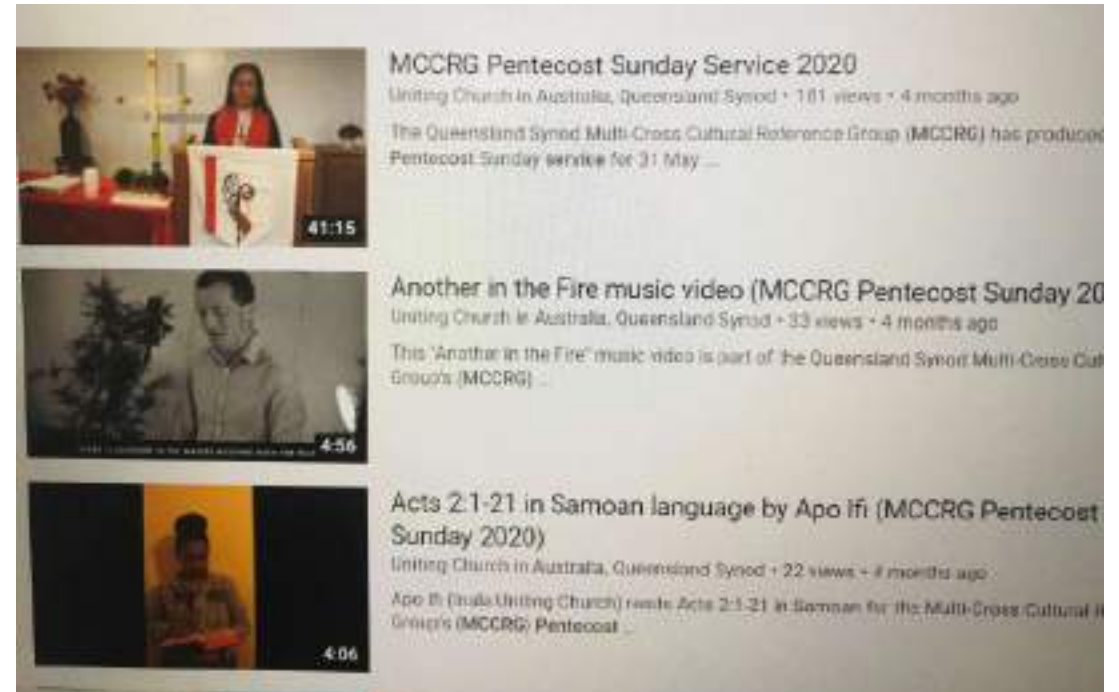 MCCRG Pentecost Sunday Service 2020
Uniting Church in Australia, Queensland Synod • 181 views • 4 months ago
The Queensland Synod Multi-Cross Cultural Reference Group (MCCRG) has produced
Pentecost Sunday service for 31 May ...
41:15
Another in the Fire music video (MCCRG Pentecost Sunday 20
Uniting Church in Australia, Queensland Synod • 33 views • 4 months ago
This "Another in the Fire" music video is part of the Queensland Synod Multi-Cross Cult
Group's (MCCRG) ...
4:56
Acts 2:1-21 in Samoan language by Apo Ifi (MCCRG Pentecost
Sunday 2020)
Uniting Church in Australia, Queensland Synod • 22 views • 4 months ago
Apo Ifi (Inala Uniting Church) reads Acts 2:1-21 in Samoan for the Multi-Cross Cultural
Group's (MCCRG) Pentecost ...
4:06